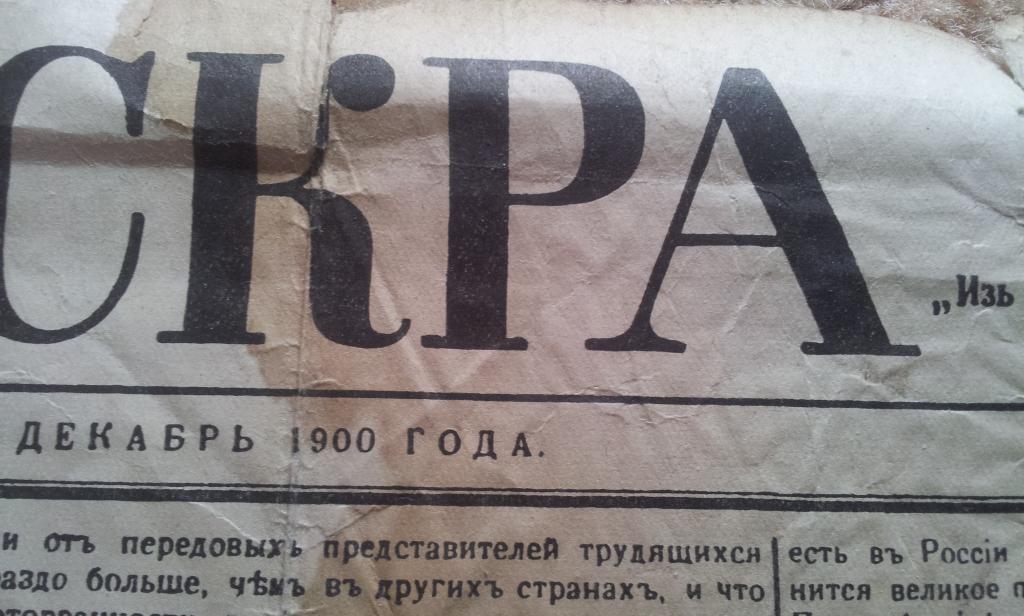 СКРА
„Изъ
ДЕКАБРЬ 1900 ГОДА.
и отъ передовыхъ представителей трудящихся
раздо больше, чѣмъ въ другихъ странахъ, и что
есть въ Россіи
нится великое